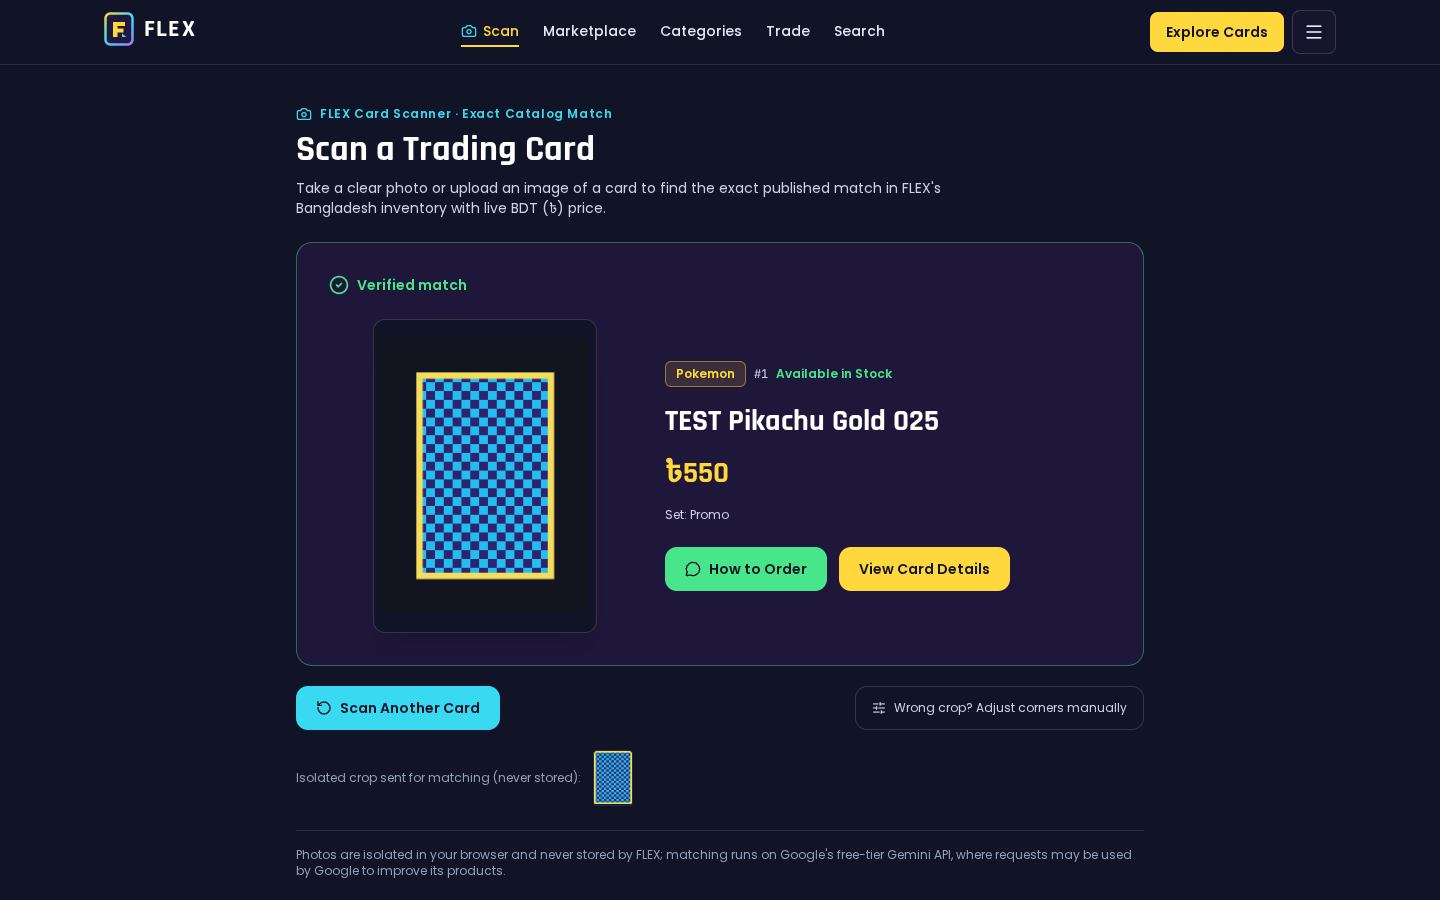 FLEX
Scan
Marketplace
Categories
Trade
Search
Explore Cards
FLEX Card Scanner · Exact Catalog Match
Scan a Trading Card
Take a clear photo or upload an image of a card to find the exact published match in FLEX's
Bangladesh inventory with live BDT (৳) price.
Verified match
Pokemon #1 Available in Stock
TEST Pikachu Gold 025
৳550
Set: Promo
How to Order
View Card Details
Scan Another Card
Wrong crop? Adjust corners manually
Isolated crop sent for matching (never stored):
Photos are isolated in your browser and never stored by FLEX; matching runs on Google's free-tier Gemini API, where requests may be used
by Google to improve its products.